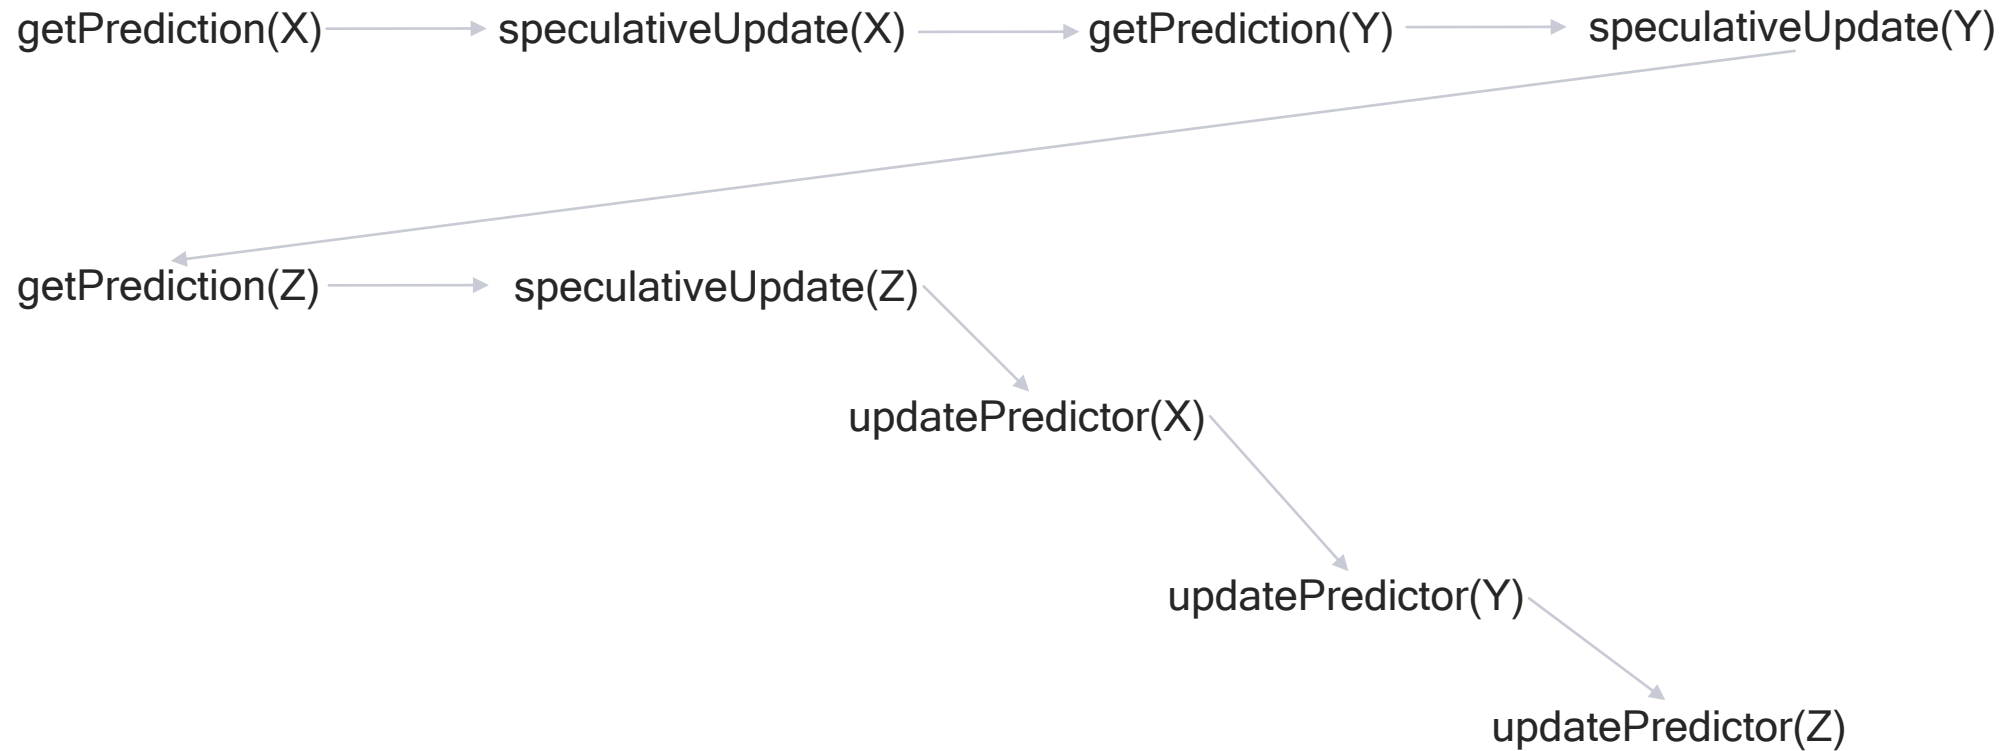 getPrediction(X)
speculativeUpdate(X)
getPrediction(Y)
speculativeUpdate(Y)
getPrediction(Z)
speculativeUpdate(Z)
updatePredictor(X)
updatePredictor(Y)
updatePredictor(Z)